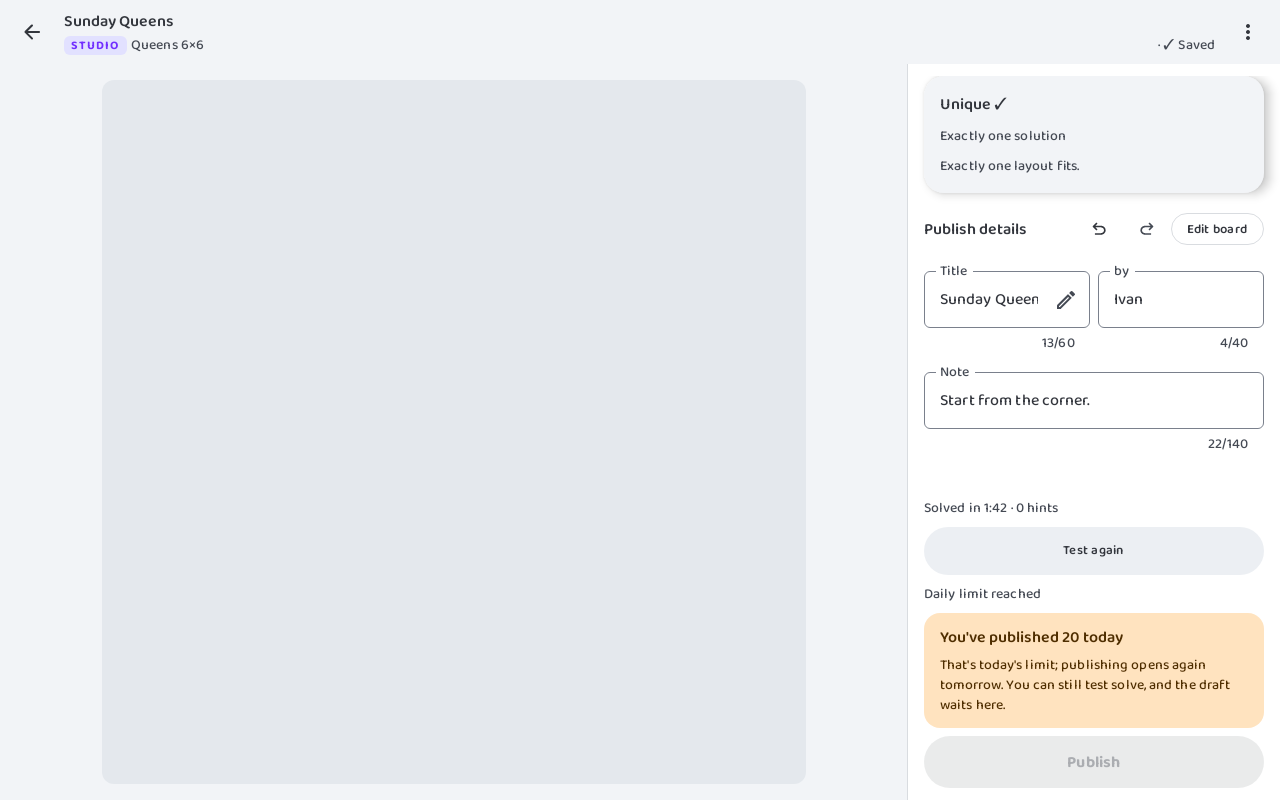 Sunday Queens
STUDIO Queens 6×6
· ✓ Saved
Unique ✓
Exactly one solution
Exactly one layout fits.
Publish details
Edit board
Title
Sunday Queen
13/60
by
Ivan
4/40
Note
Start from the corner.
22/140
Solved in 1:42 · 0 hints
Test again
Daily limit reached
You've published 20 today
That's today's limit; publishing opens again
tomorrow. You can still test solve, and the draft
waits here.
Publish